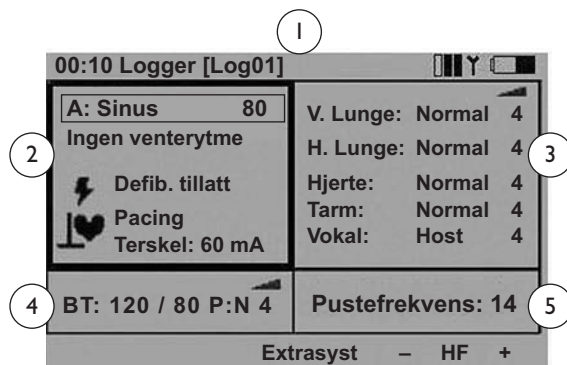 1
00:10 Logger [Log01]
2
A: Sinus 80
Ingen venterytme
Defib. tillatt
Pacing
Terskel: 60 mA
3
V. Lunge: Normal 4
H. Lunge: Normal 4
Hjerte: Normal 4
Tarm: Normal 4
Vokal: Host 4
4
BT: 120 / 80 P:N 4
5
Pustefrekvens: 14
Extrasyst – HF +